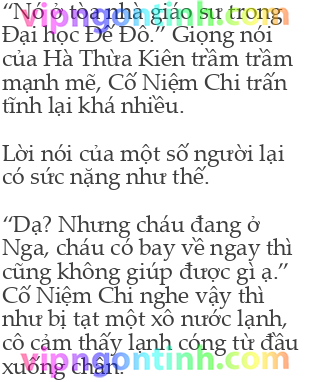 “Nó ở tòa nhà giáo sư trong
Đại học Đế Đô.” Giọng nói
của Hà Thừa Kiên trầm trầm
mạnh mẽ, Cố Niệm Chi trấn
tĩnh lại khá nhiều.
Lời nói của một số người lại
có sức nặng như thế.
“Dạ? Nhưng cháu đang ở
Nga, cháu có bay về ngay thì
cũng không giúp được gì ạ.”
Cố Niệm Chi nghe vậy thì
như bị tạt một xô nước lạnh,
cô cảm thấy lạnh cóng từ đầu
xuống chân.
vipngontinh.com
vipngontinh.com